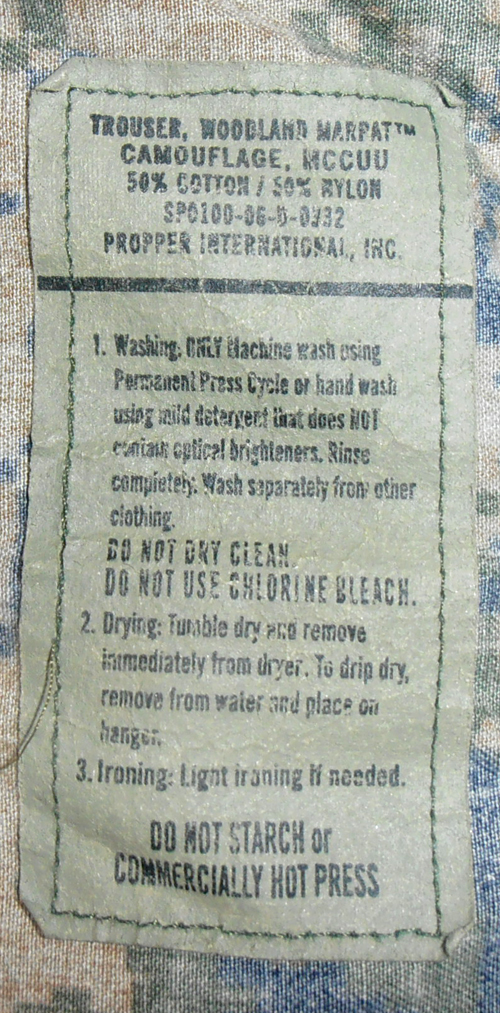 TROUSER, WOODLAND MARPAT™
CAMOUFLAGE, MCCUU
50% COTTON / 50% NYLON
SP0100-06-D-0332
PROPPER INTERNATIONAL, INC.
1. Washing: ONLY Machine wash using
Permanent Press Cycle or hand wash
using mild detergent that does NOT
contain optical brighteners. Rinse
completely. Wash separately from other
clothing.
DO NOT DRY CLEAN.
DO NOT USE CHLORINE BLEACH.
2. Drying: Tumble dry and remove
immediately from dryer. To drip dry,
remove from water and place on
hanger.
3. Ironing: Light ironing if needed.
DO NOT STARCH or
COMMERCIALLY HOT PRESS